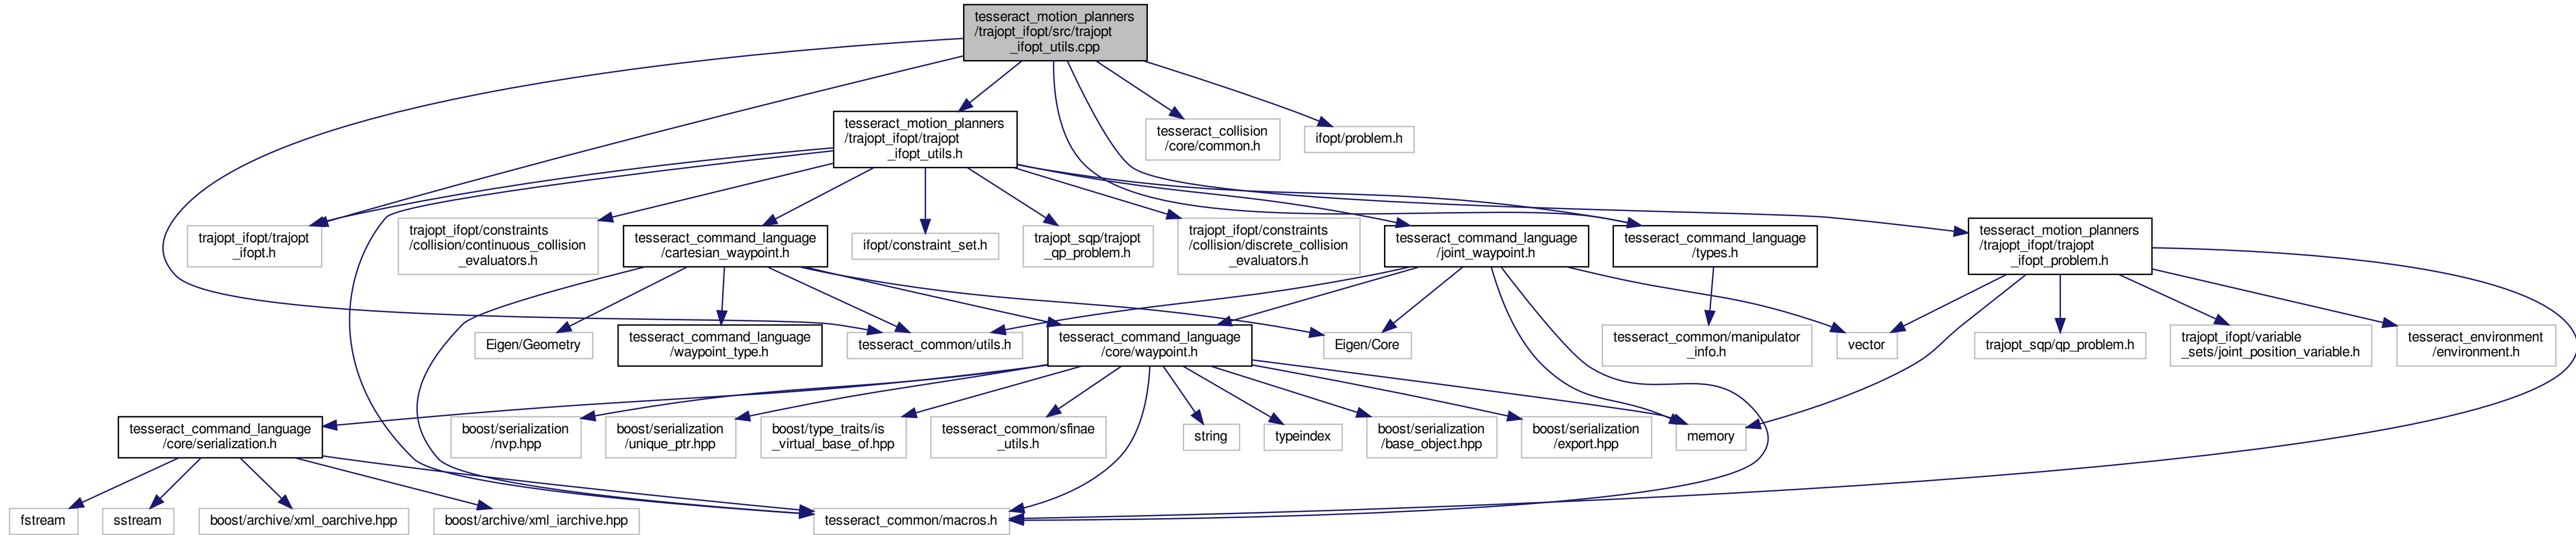 tesseract_motion_planners
/trajopt_ifopt/src/trajopt
_ifopt_utils.cpp
tesseract_motion_planners
/trajopt_ifopt/trajopt
_ifopt_utils.h
tesseract_collision
/core/common.h
ifopt/problem.h
trajopt_ifopt/trajopt
_ifopt.h
trajopt_ifopt/constraints
/collision/continuous_collision
_evaluators.h
tesseract_command_language
/cartesian_waypoint.h
ifopt/constraint_set.h
trajopt_sqp/trajopt
_qp_problem.h
trajopt_ifopt/constraints
/collision/discrete_collision
_evaluators.h
tesseract_command_language
/joint_waypoint.h
tesseract_command_language
/types.h
tesseract_motion_planners
/trajopt_ifopt/trajopt
_ifopt_problem.h
Eigen/Geometry
tesseract_command_language
/waypoint_type.h
tesseract_common/utils.h
tesseract_command_language
/core/waypoint.h
Eigen/Core
tesseract_common/manipulator
_info.h
vector
trajopt_sqp/qp_problem.h
trajopt_ifopt/variable
_sets/joint_position_variable.h
tesseract_environment
/environment.h
tesseract_command_language
/core/serialization.h
boost/serialization
/nvp.hpp
boost/serialization
/unique_ptr.hpp
boost/type_traits/is
_virtual_base_of.hpp
tesseract_common/sfinae
_utils.h
string
typeindex
boost/serialization
/base_object.hpp
boost/serialization
/export.hpp
memory
fstream
sstream
boost/archive/xml_oarchive.hpp
boost/archive/xml_iarchive.hpp
tesseract_common/macros.h